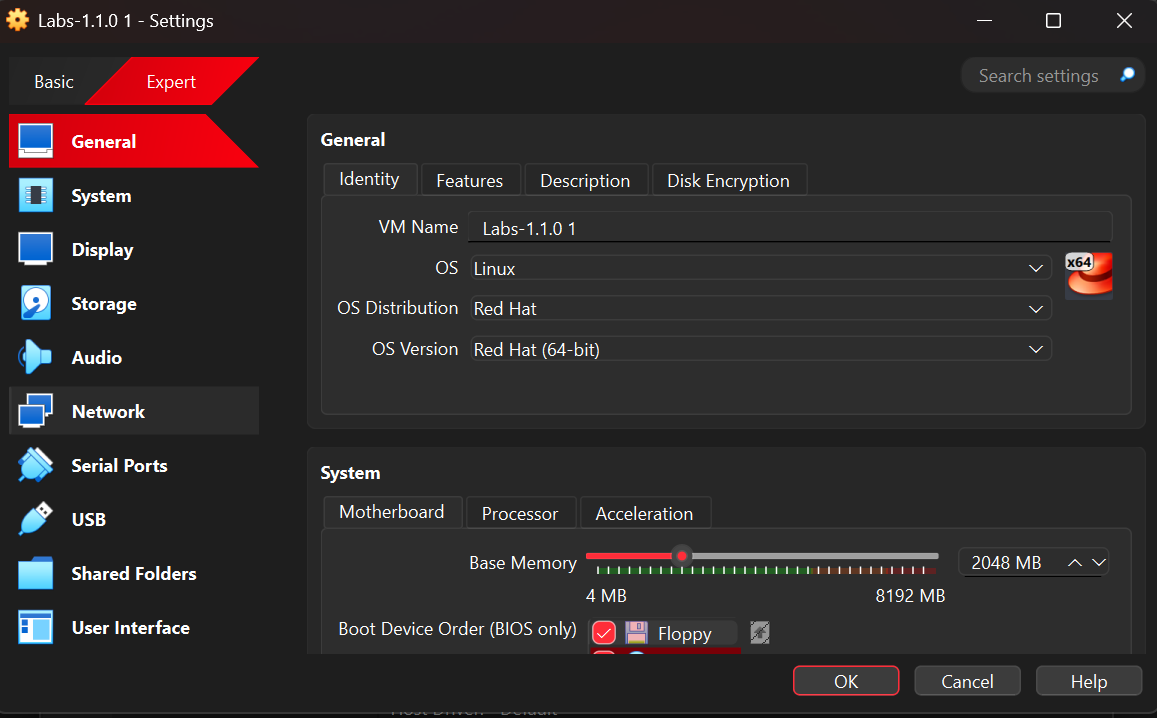 Labs-1.1.0 1 - Settings
Basic Expert Search settings
General
System
Display
Storage
Audio
Network
Serial Ports
USB
Shared Folders
User Interface
General
Identity Features Description Disk Encryption
VM Name Labs-1.1.0 1
OS Linux x64
OS Distribution Red Hat
OS Version Red Hat (64-bit)
System
Motherboard Processor Acceleration
Base Memory 2048 MB
4 MB 8192 MB
Boot Device Order (BIOS only) Floppy
OK Cancel Help